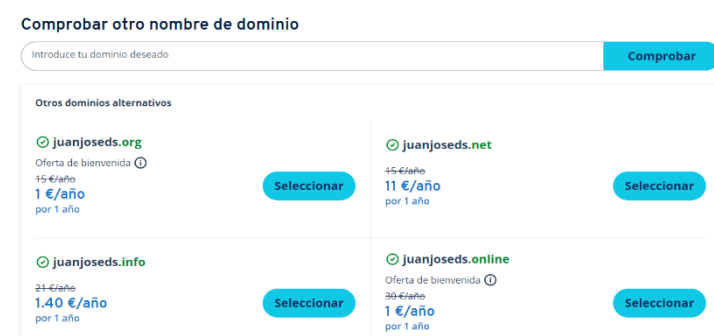 Comprobar otro nombre de dominio
Introduce tu dominio deseado
Comprobar
Otros dominios alternativos
juanjoseds.org
Oferta de bienvenida
15 €/año
1 €/año
por 1 año
Seleccionar
juanjoseds.net
15 €/año
11 €/año
por 1 año
Seleccionar
juanjoseds.info
21 €/año
1.40 €/año
por 1 año
Seleccionar
juanjoseds.online
Oferta de bienvenida
30 €/año
1 €/año
por 1 año
Seleccionar